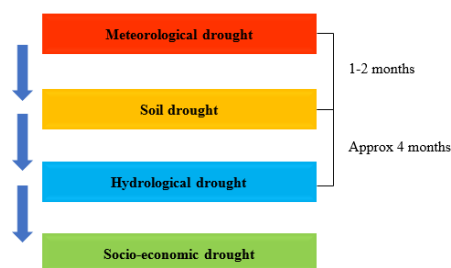 Meteorological drought
1-2 months
Soil drought
Approx 4 months
Hydrological drought
Socio-economic drought